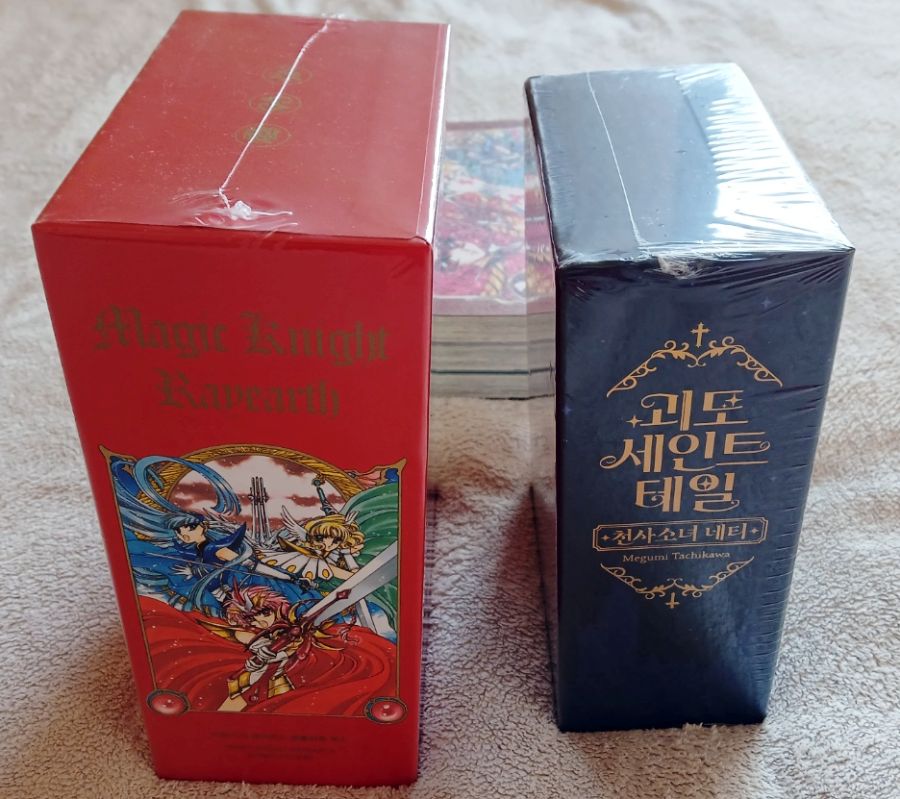 Magic Knight
Rayearth
괴도
세인트
테일
천사소녀 네티
Megumi Tachikawa